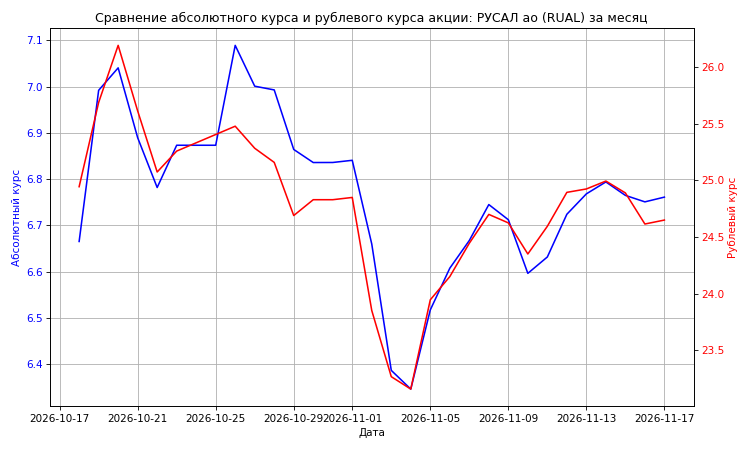 Сравнение абсолютного курса и рублевого курса акции: РУСАЛ ао (RUAL) за месяц
Абсолютный курс
7.1
7.0
6.9
6.8
6.7
6.6
6.5
6.4
26.0
25.5
25.0
24.5
24.0
23.5
Рублевый курс
2026-10-17 2026-10-21 2026-10-25 2026-10-29 2026-11-01 2026-11-05 2026-11-09 2026-11-13 2026-11-17
Дата